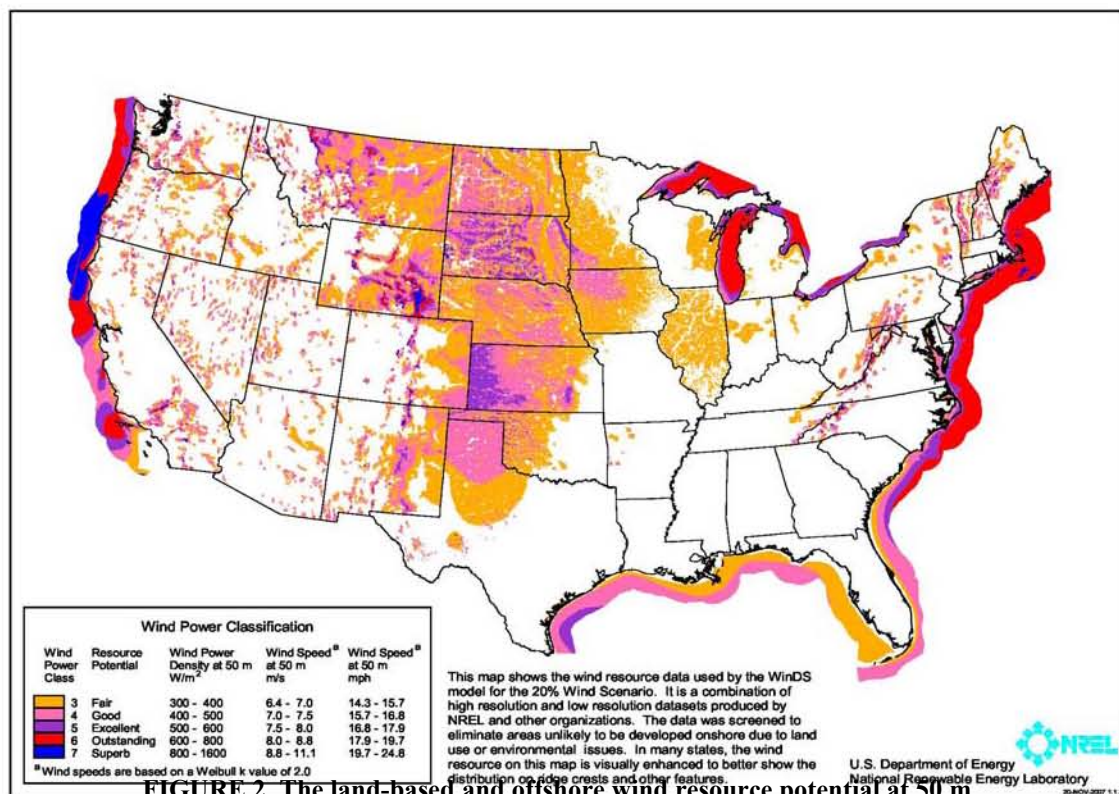 Wind Power Classification
Wind Power Class Resource Potential Wind Power Density at 50 m W/m² Wind Speed ᵃ at 50 m m/s Wind Speed ᵃ at 50 m mph
3 Fair 300 - 400 6.4 - 7.0 14.3 - 15.7
4 Good 400 - 500 7.0 - 7.5 15.7 - 16.8
5 Excellent 500 - 600 7.5 - 8.0 16.8 - 17.9
6 Outstanding 600 - 800 8.0 - 8.8 17.9 - 19.7
7 Superb 800 - 1600 8.8 - 11.1 19.7 - 24.8
ᵃ Wind speeds are based on a Weibull k value of 2.0
This map shows the wind resource data used by the WinDS
model for the 20% Wind Scenario. It is a combination of
high resolution and low resolution datasets produced by
NREL and other organizations. The data was screened to
eliminate areas unlikely to be developed onshore due to land
use or environmental issues. In many states, the wind
resource on this map is visually enhanced to better show the
distribution on ridge crests and other features.
NREL
U.S. Department of Energy
National Renewable Energy Laboratory
20-NOV-2007 1.1
FIGURE 2. The land-based and offshore wind resource potential at 50 m